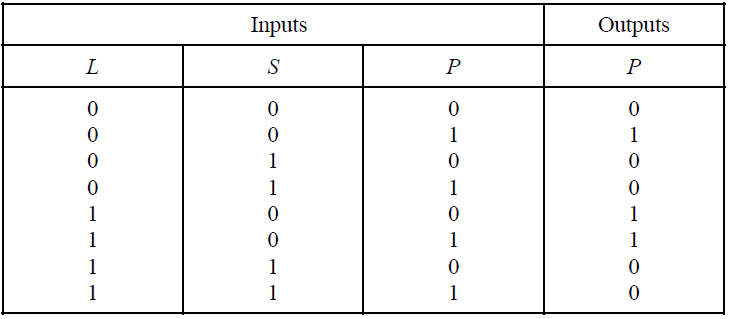 Inputs Outputs
L S P P
0 0 0 0
0 0 1 1
0 1 0 0
0 1 1 0
1 0 0 1
1 0 1 1
1 1 0 0
1 1 1 0